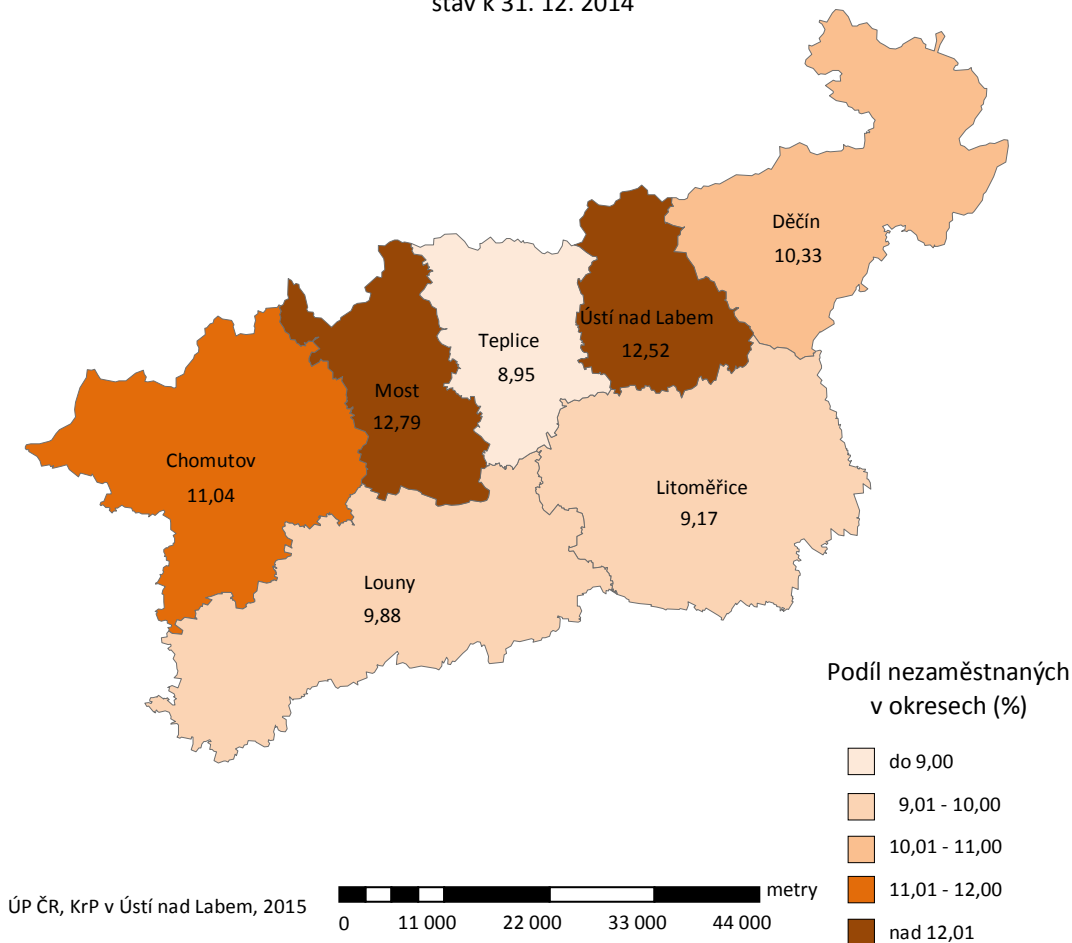 stav k 31. 12. 2014
Děčín
10,33
Ústí nad Labem
12,52
Teplice
8,95
Most
12,79
Chomutov
11,04
Litoměřice
9,17
Louny
9,88
Podíl nezaměstnaných
v okresech (%)
do 9,00
9,01 - 10,00
10,01 - 11,00
11,01 - 12,00
nad 12,01
ÚP ČR, KrP v Ústí nad Labem, 2015
metry
0 11 000 22 000 33 000 44 000